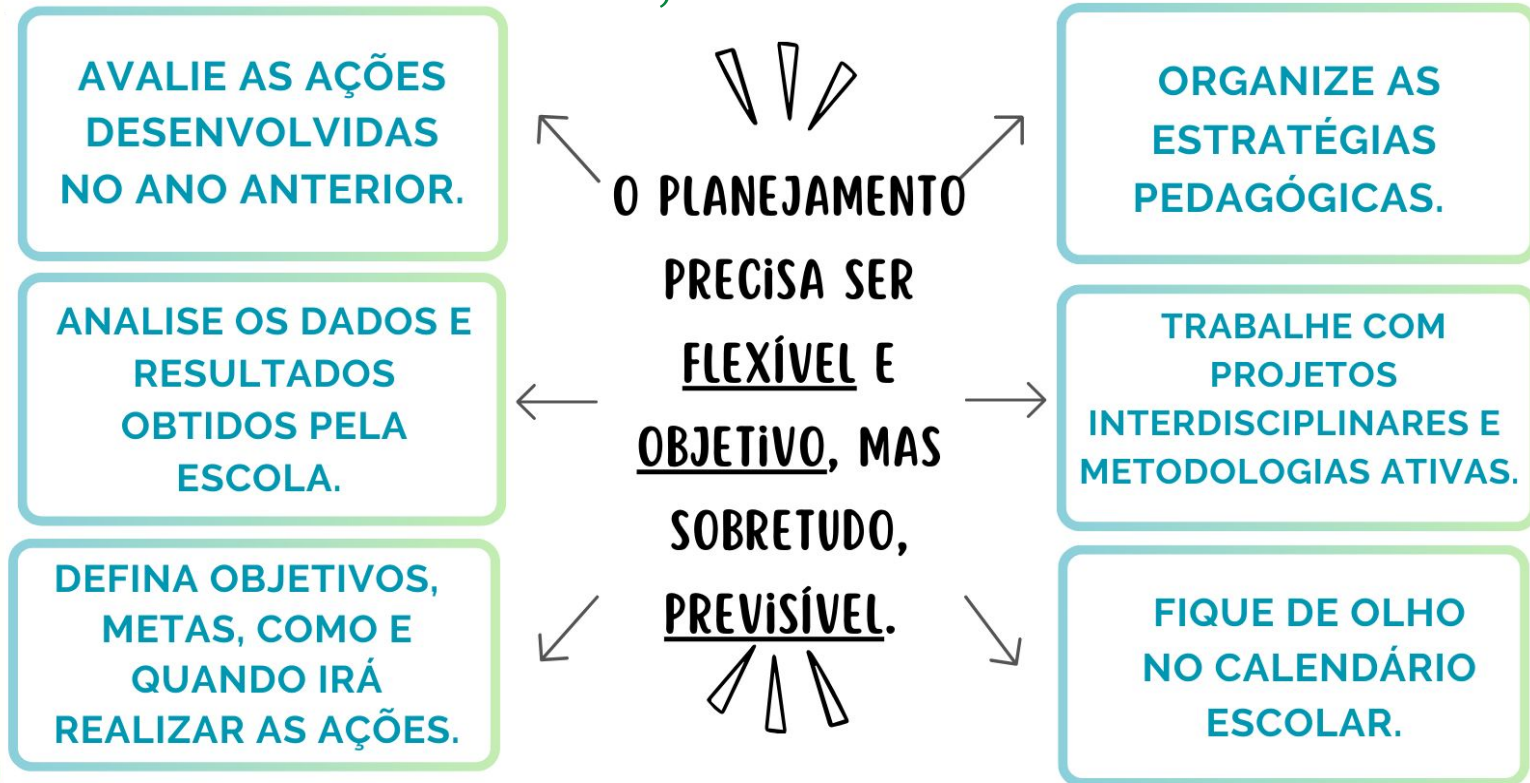 AVALIE AS AÇÕES
DESENVOLVIDAS
NO ANO ANTERIOR.
ANALISE OS DADOS E
RESULTADOS
OBTIDOS PELA
ESCOLA.
DEFINA OBJETIVOS,
METAS, COMO E
QUANDO IRÁ
REALIZAR AS AÇÕES.
O PLANEJAMENTO
PRECISA SER
FLEXÍVEL E
OBJETIVO, MAS
SOBRETUDO,
PREVISÍVEL.
ORGANIZE AS
ESTRATÉGIAS
PEDAGÓGICAS.
TRABALHE COM
PROJETOS
INTERDISCIPLINARES E
METODOLOGIAS ATIVAS.
FIQUE DE OLHO
NO CALENDÁRIO
ESCOLAR.